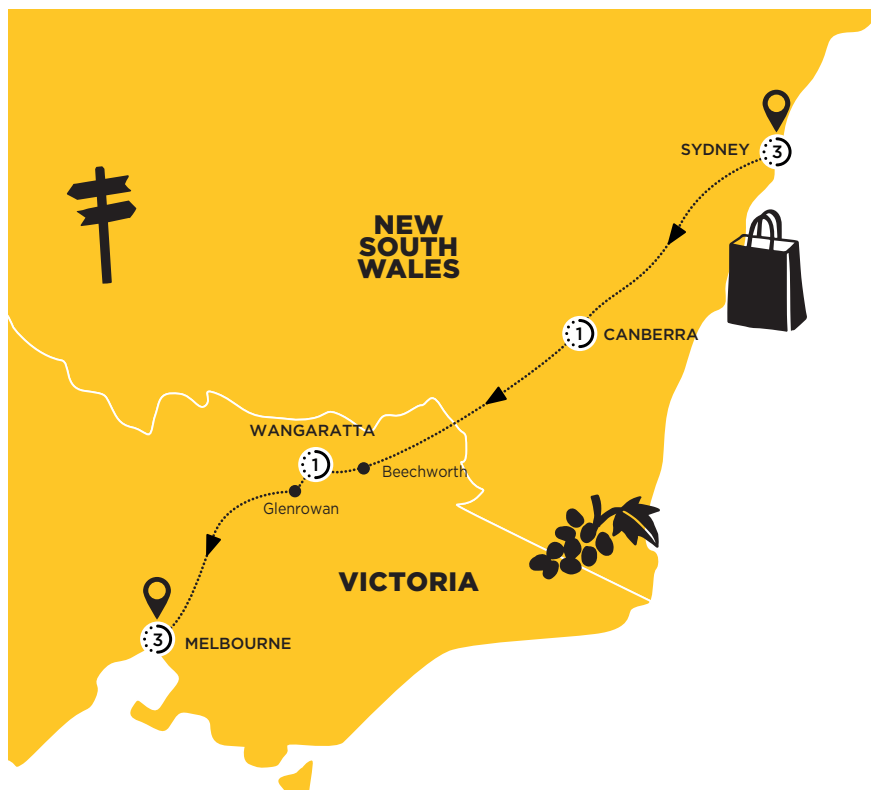 SYDNEY 3
NEW
SOUTH
WALES
1 CANBERRA
WANGARATTA
1
Beechworth
Glenrowan
VICTORIA
3 MELBOURNE